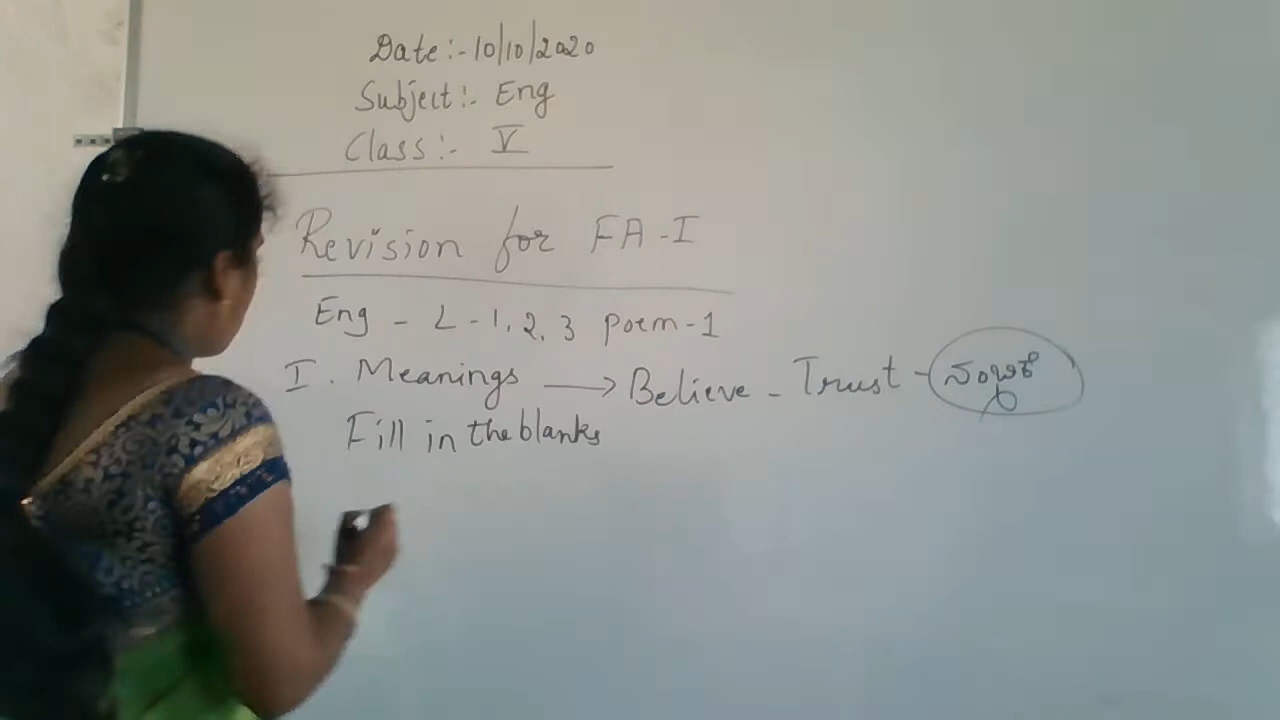 Date :- 10/10/2020
Subject :- Eng
Class :- V
Revision for FA-I
Eng - L-1, 2, 3 poem-1
I. Meanings → Believe - Trust -
Fill in the blanks